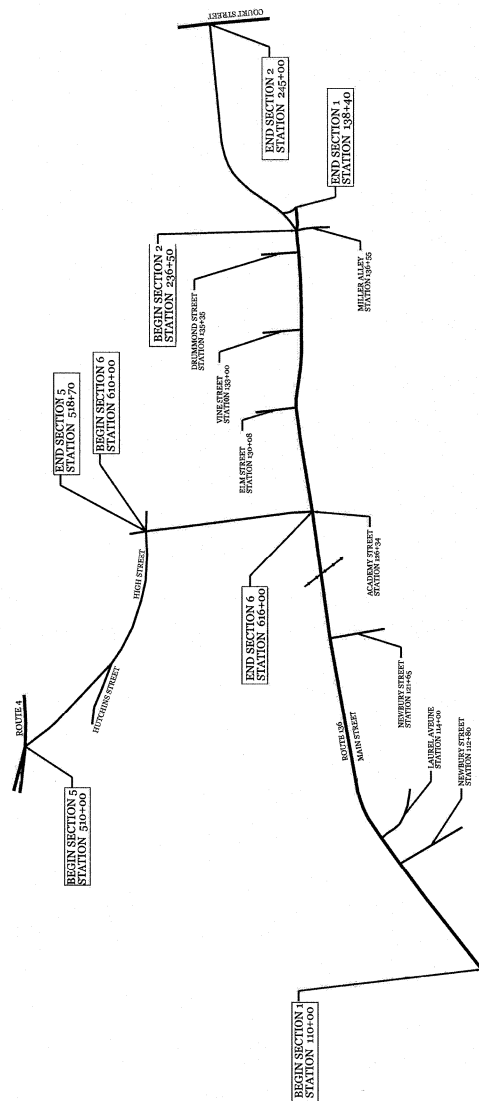 COURT STREET
END SECTION 2
STATION 245+00
END SECTION 1
STATION 138+40
BEGIN SECTION 2
STATION 236+50
MILLER ALLEY
STATION 136+55
DRUMMOND STREET
STATION 135+35
VINE STREET
STATION 133+00
ELM STREET
STATION 130+08
END SECTION 5
STATION 518+70
BEGIN SECTION 6
STATION 610+00
HIGH STREET
END SECTION 6
STATION 616+00
ACADEMY STREET
STATION 126+34
HUTCHINS STREET
NEWBURY STREET
STATION 121+65
ROUTE 4
ROUTE 136
MAIN STREET
BEGIN SECTION 5
STATION 510+00
LAUREL AVEUNE
STATION 114+00
NEWBURY STREET
STATION 112+80
BEGIN SECTION 1
STATION 110+00